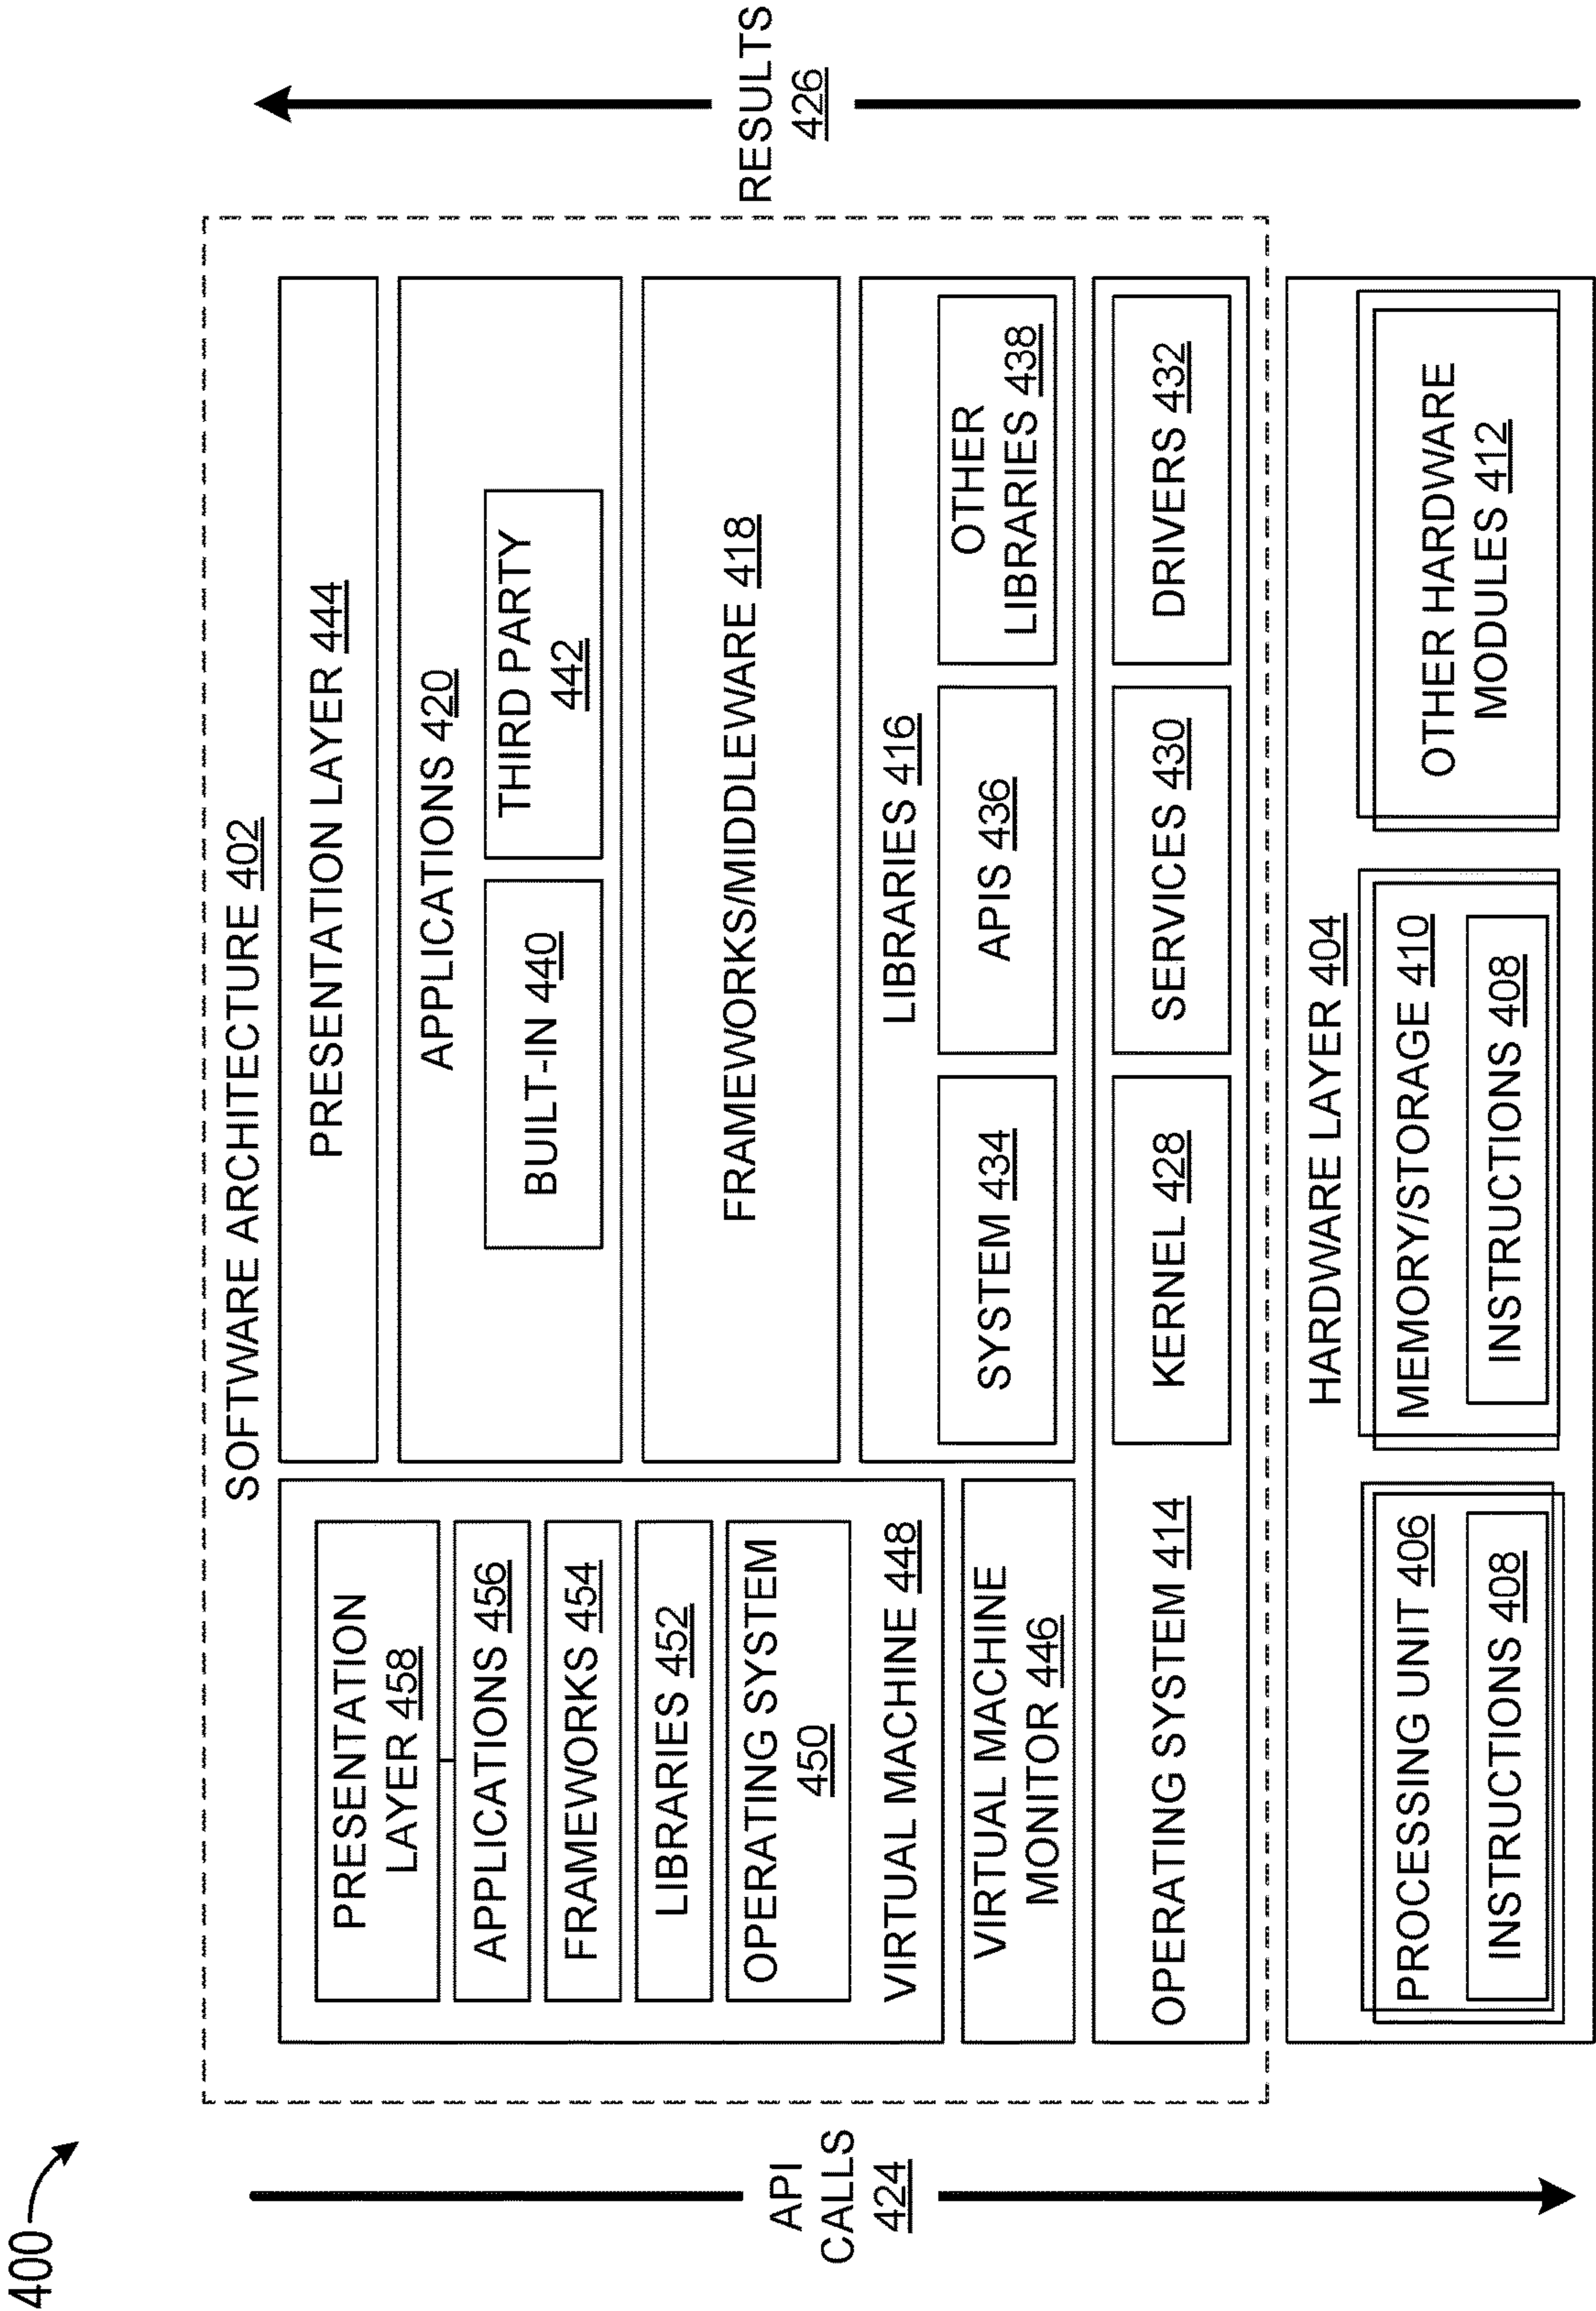 400
SOFTWARE ARCHITECTURE 402
PRESENTATION
LAYER 458
APPLICATIONS 456
FRAMEWORKS 454
LIBRARIES 452
OPERATING SYSTEM
450
VIRTUAL MACHINE 448
VIRTUAL MACHINE
MONITOR 446
PRESENTATION LAYER 444
APPLICATIONS 420
BUILT-IN 440
THIRD PARTY
442
FRAMEWORKS/MIDDLEWARE 418
LIBRARIES 416
SYSTEM 434
APIS 436
OTHER
LIBRARIES 438
OPERATING SYSTEM 414
KERNEL 428
SERVICES 430
DRIVERS 432
API
CALLS
424
RESULTS
426
HARDWARE LAYER 404
PROCESSING UNIT 406
INSTRUCTIONS 408
MEMORY/STORAGE 410
INSTRUCTIONS 408
OTHER HARDWARE
MODULES 412